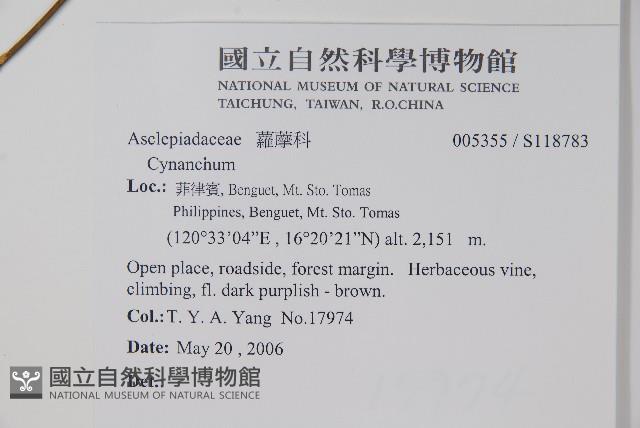 國立自然科學博物館
NATIONAL MUSEUM OF NATURAL SCIENCE
TAICHUNG, TAIWAN, R.O.CHINA
Asclepiadaceae 蘿藦科 005355 / S118783
Cynanchum
Loc.: 菲律賓, Benguet, Mt. Sto. Tomas
Philippines, Benguet, Mt. Sto. Tomas
(120°33’04”E , 16°20’21”N) alt. 2,151 m.
Open place, roadside, forest margin. Herbaceous vine,
climbing, fl. dark purplish - brown.
Col.: T. Y. A. Yang No.17974
Date: May 20 , 2006
Det.:
國立自然科學博物館
NATIONAL MUSEUM OF NATURAL SCIENCE